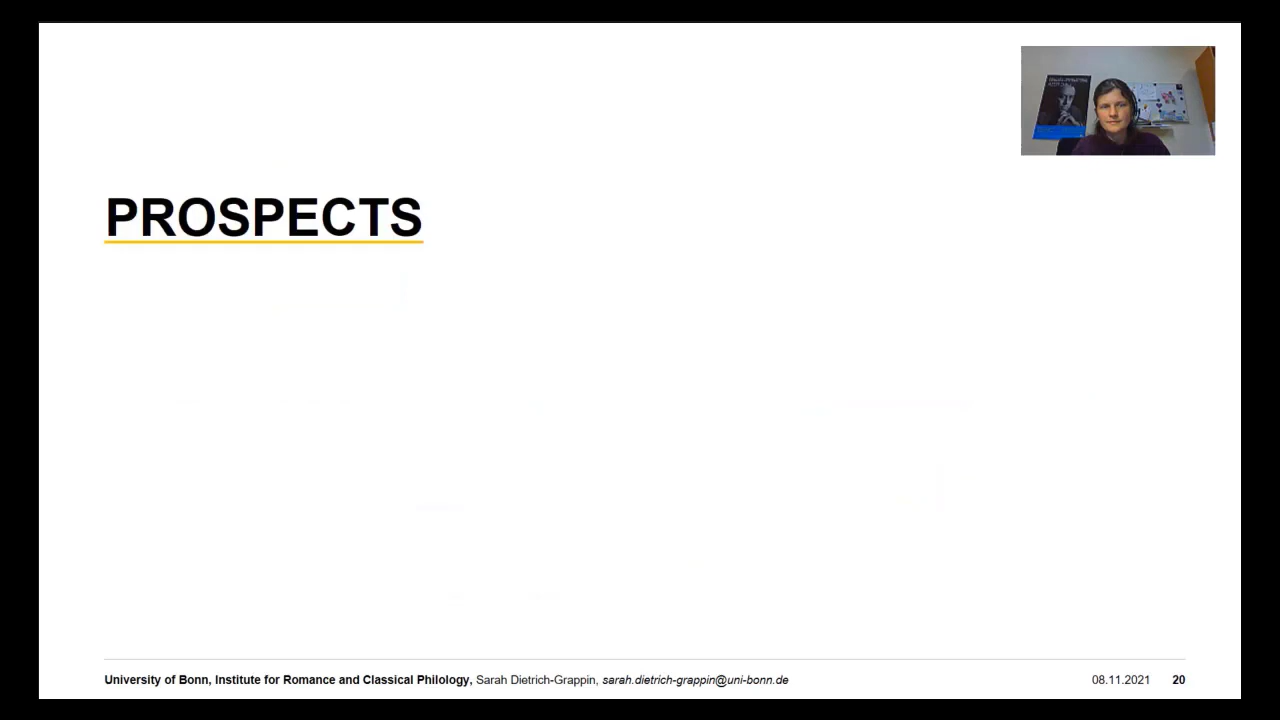 PROSPECTS
University of Bonn, Institute for Romance and Classical Philology, Sarah Dietrich-Grappin, sarah.dietrich-grappin@uni-bonn.de 08.11.2021 20